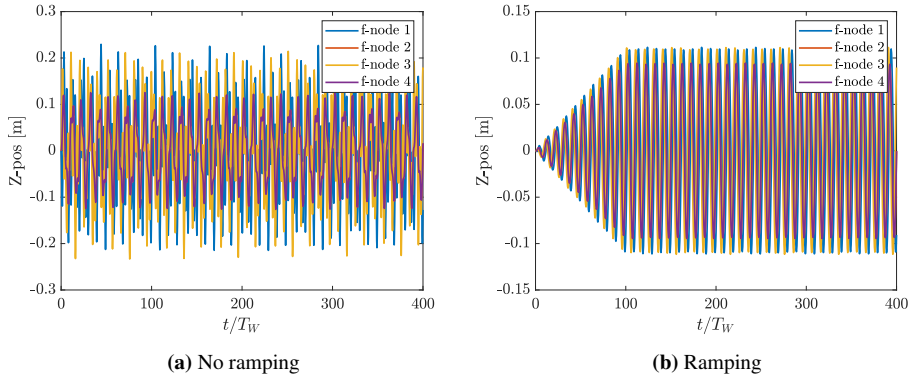 0.3
0.2
0.1
0
-0.1
-0.2
-0.3
Z-pos [m]
f-node 1
f-node 2
f-node 3
f-node 4
0 100 200 300 400
t/T_W
(a) No ramping
0.15
0.1
0.05
0
-0.05
-0.1
-0.15
Z-pos [m]
f-node 1
f-node 2
f-node 3
f-node 4
0 100 200 300 400
t/T_W
(b) Ramping